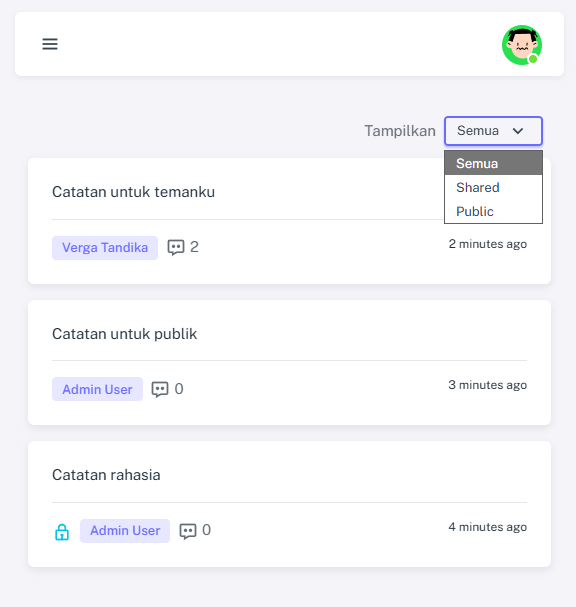 Tampilkan Semua
Semua
Shared
Public
Catatan untuk temanku
Verga Tandika 2 2 minutes ago
Catatan untuk publik
Admin User 0 3 minutes ago
Catatan rahasia
Admin User 0 4 minutes ago